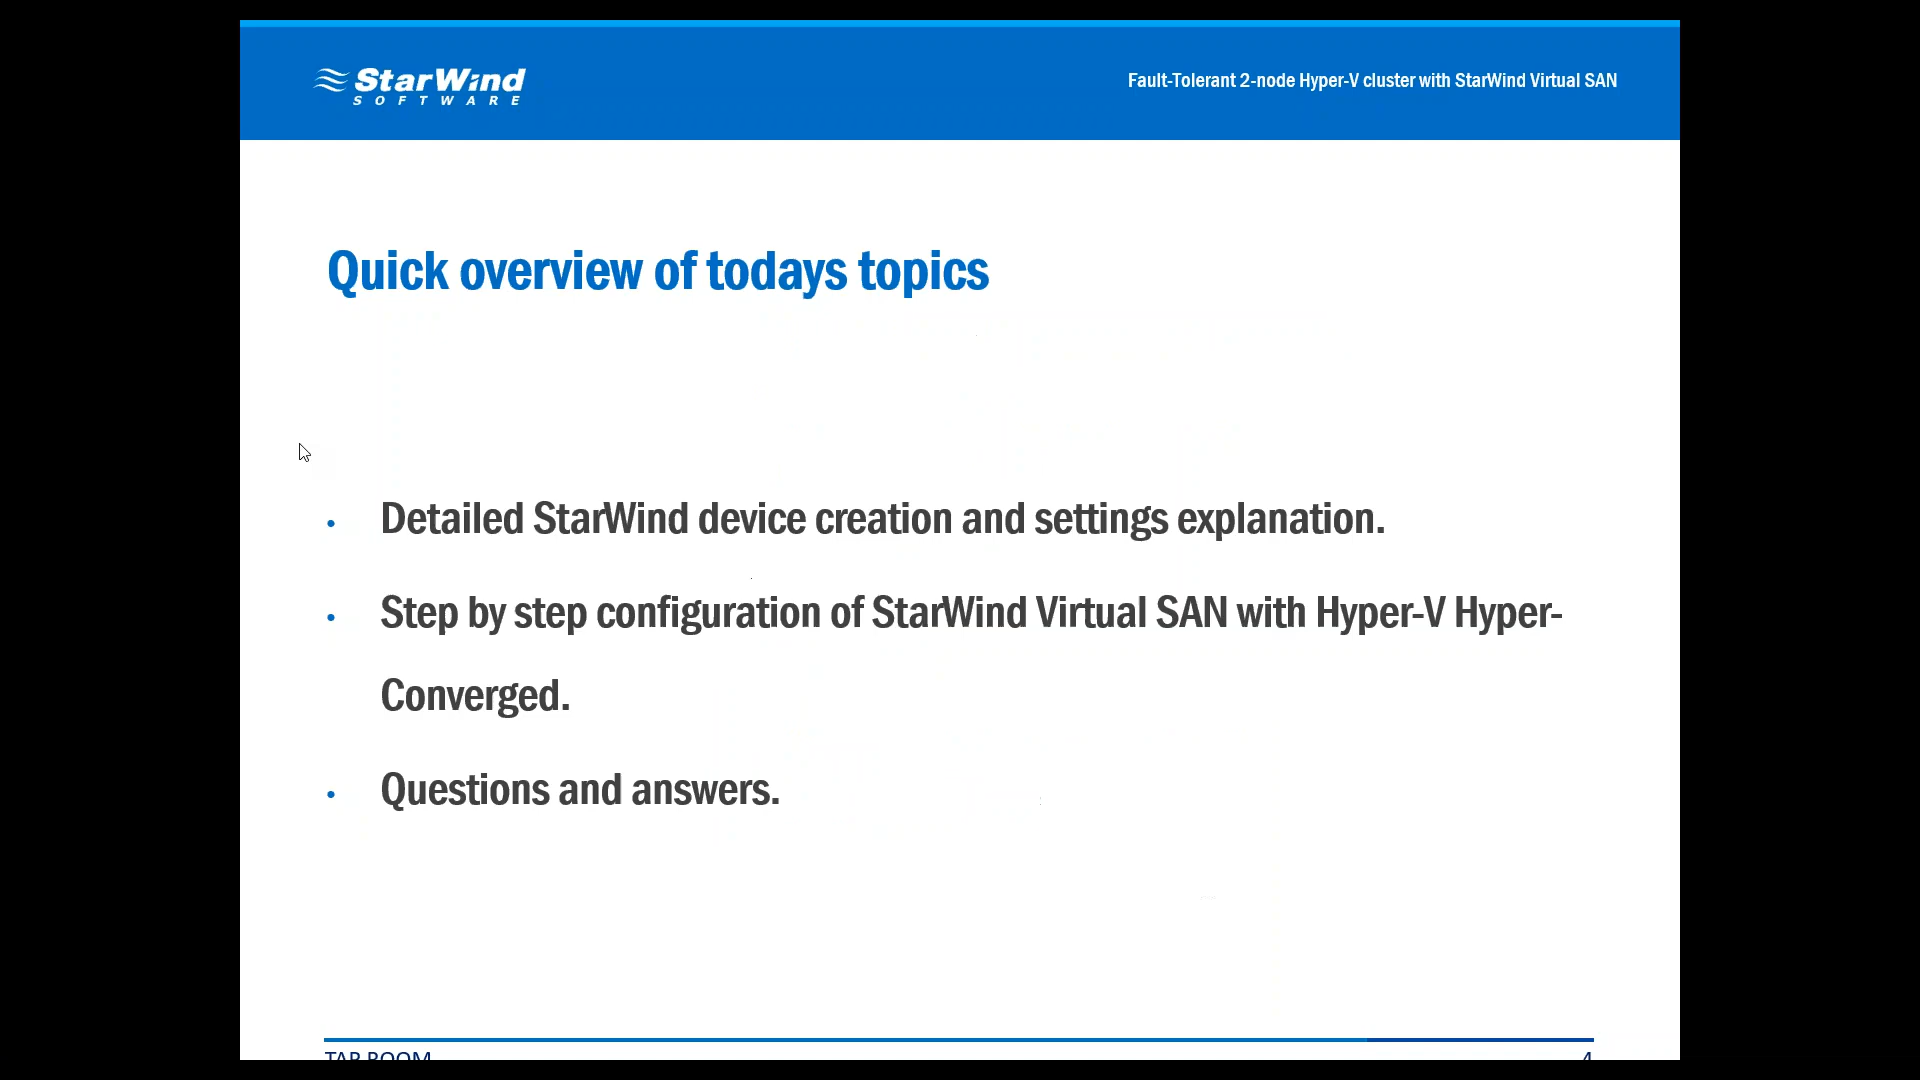 StarWind
SOFTWARE
Fault-Tolerant 2-node Hyper-V cluster with StarWind Virtual SAN
Quick overview of todays topics
• Detailed StarWind device creation and settings explanation.
• Step by step configuration of StarWind Virtual SAN with Hyper-V Hyper-
Converged.
• Questions and answers.
4